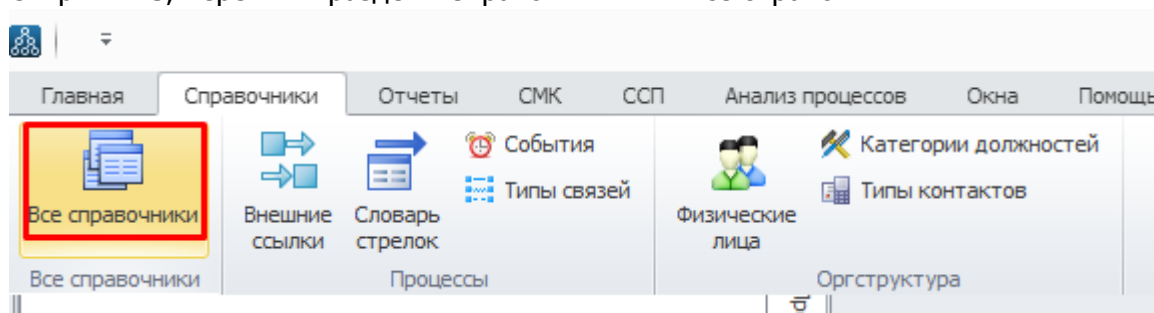 Главная Справочники Отчеты СМК ССП Анализ процессов Окна Помощь
Все справочники
Внешние ссылки
Словарь стрелок
События
Типы связей
Физические лица
Категории должностей
Типы контактов
Все справочники Процессы Оргструктура